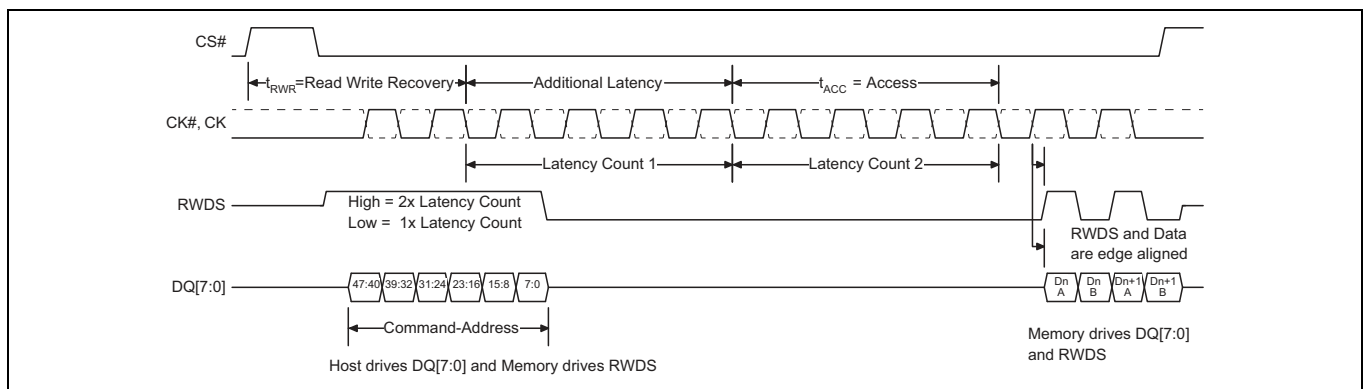 CS#
tRWR=Read Write Recovery
Additional Latency
tACC = Access
CK#, CK
Latency Count 1
Latency Count 2
RWDS
High = 2x Latency Count
Low = 1x Latency Count
RWDS and Data
are edge aligned
DQ[7:0]
47:40 39:32 31:24 23:16 15:8 7:0
Dn A
Dn B
Dn+1 A
Dn+1 B
Command-Address
Memory drives DQ[7:0]
and RWDS
Host drives DQ[7:0] and Memory drives RWDS